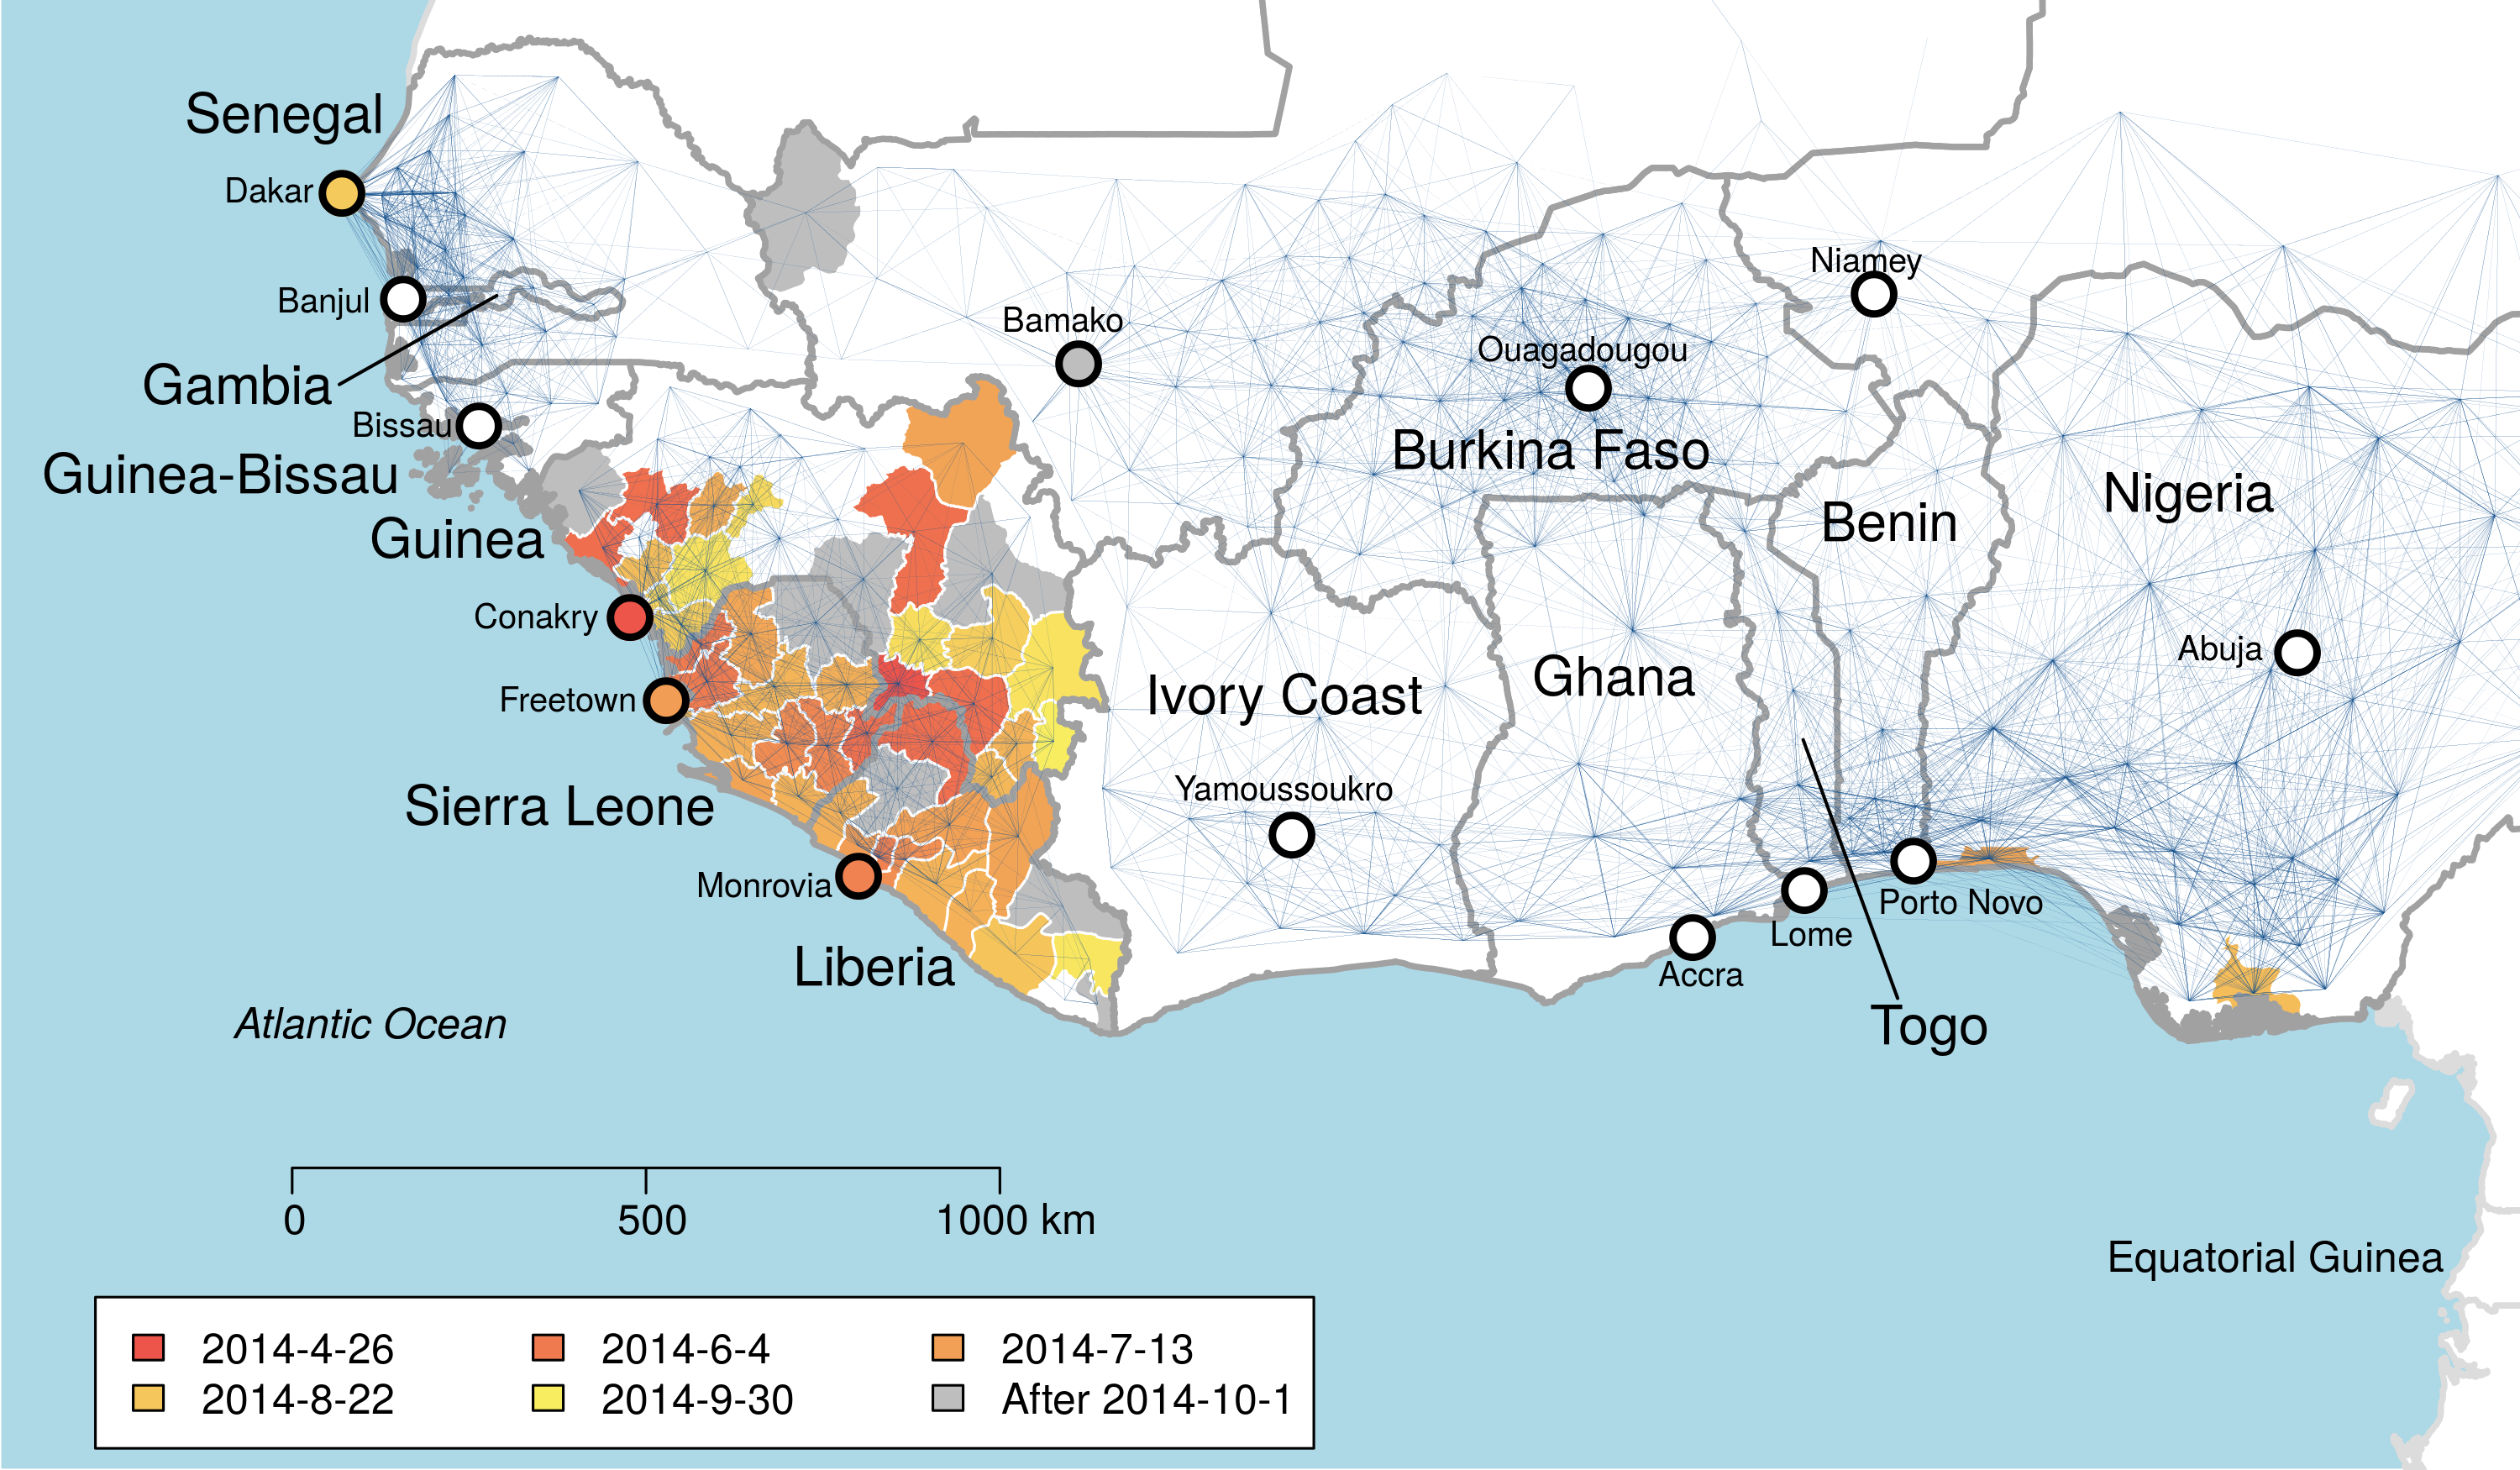 Senegal
Dakar
Niamey
Banjul
Bamako
Ouagadougou
Gambia
Bissau
Burkina Faso
Guinea-Bissau
Nigeria
Benin
Guinea
Conakry
Abuja
Ghana
Ivory Coast
Freetown
Yamoussoukro
Sierra Leone
Monrovia
Porto Novo
Lome
Liberia
Accra
Atlantic Ocean
Togo
0 500 1000 km
Equatorial Guinea
2014-4-26 2014-6-4 2014-7-13
2014-8-22 2014-9-30 After 2014-10-1